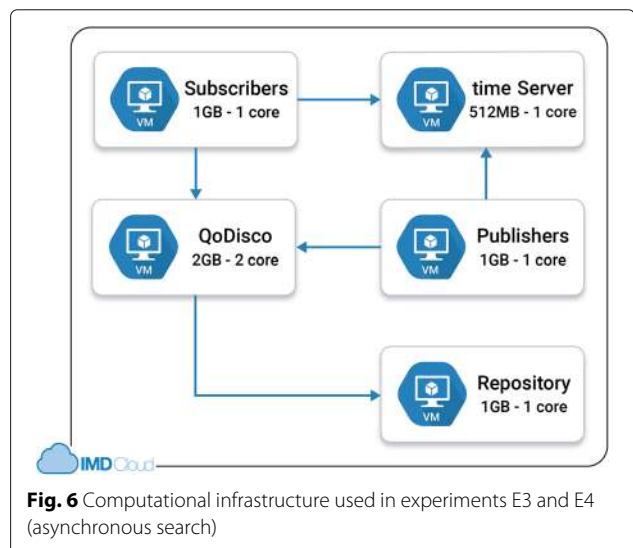 Subscribers
1GB - 1 core
VM
time Server
512MB - 1 core
VM
QoDisco
2GB - 2 core
VM
Publishers
1GB - 1 core
VM
Repository
1GB - 1 core
VM
IMD Cloud
Fig. 6 Computational infrastructure used in experiments E3 and E4
(asynchronous search)